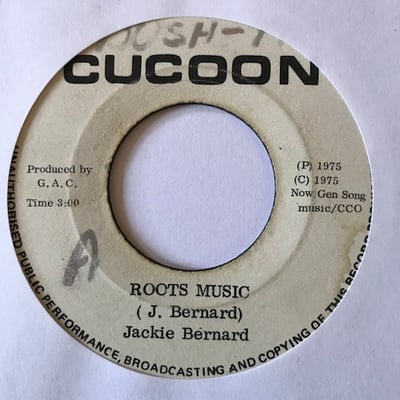 CUCOON
Produced by
G.A.C.
Time 3:00
(P) 1975
(C) 1975
Now Gen Song
music/CCO
A
ROOTS MUSIC
( J. Bernard)
Jackie Bernard
UNAUTHORISED PUBLIC PERFORMANCE, BROADCASTING AND COPYING OF THIS RECORD